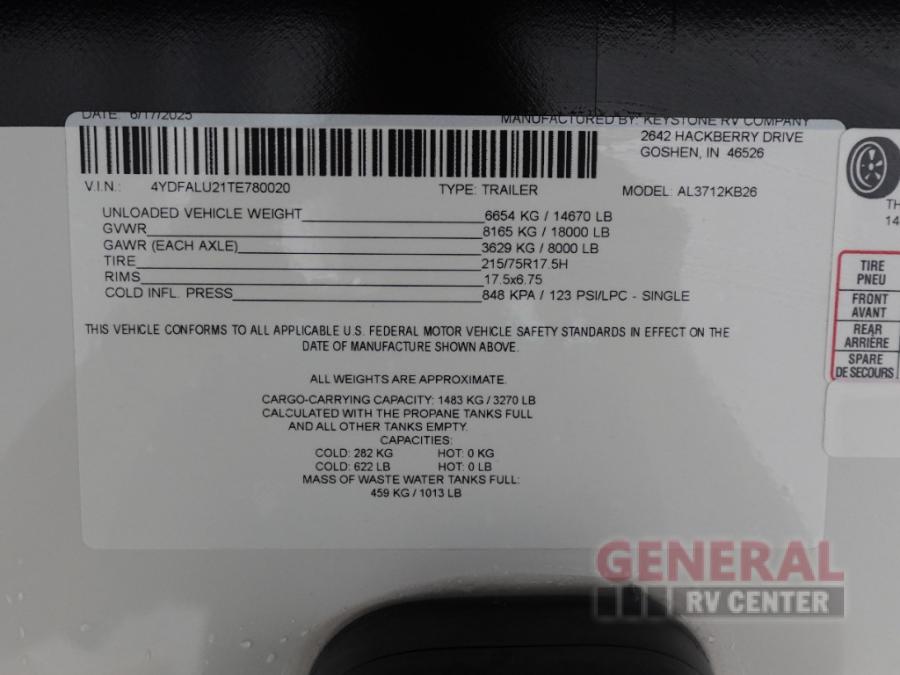 DATE: 6/17/2025
MANUFACTURED BY: KEYSTONE RV COMPANY
2642 HACKBERRY DRIVE
GOSHEN, IN 46526
V.I.N.: 4YDFALU21TE780020 TYPE: TRAILER MODEL: AL3712KB26
UNLOADED VEHICLE WEIGHT 6654 KG / 14670 LB
GVWR 8165 KG / 18000 LB
GAWR (EACH AXLE) 3629 KG / 8000 LB
TIRE 215/75R17.5H
RIMS 17.5x6.75
COLD INFL. PRESS 848 KPA / 123 PSI/LPC - SINGLE
THIS VEHICLE CONFORMS TO ALL APPLICABLE U.S. FEDERAL MOTOR VEHICLE SAFETY STANDARDS IN EFFECT ON THE
DATE OF MANUFACTURE SHOWN ABOVE.
ALL WEIGHTS ARE APPROXIMATE.
CARGO-CARRYING CAPACITY: 1483 KG / 3270 LB
CALCULATED WITH THE PROPANE TANKS FULL
AND ALL OTHER TANKS EMPTY.
CAPACITIES:
COLD: 282 KG HOT: 0 KG
COLD: 622 LB HOT: 0 LB
MASS OF WASTE WATER TANKS FULL:
459 KG / 1013 LB
TH
14
TIRE
PNEU
FRONT
AVANT
REAR
ARRIÈRE
SPARE
DE SECOURS
GENERAL
RV CENTER